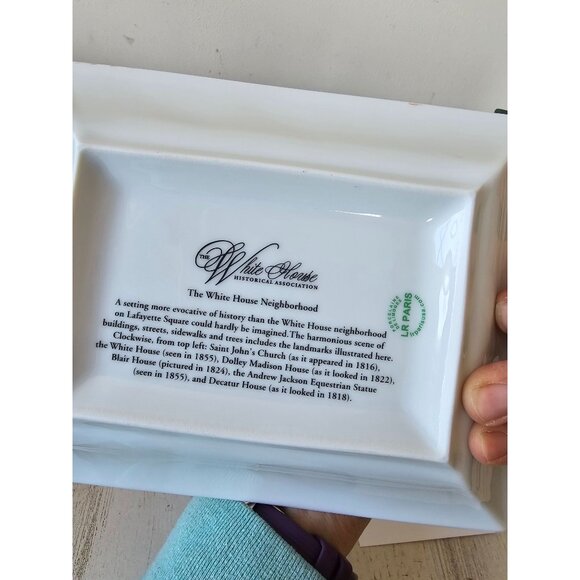 THE White House
HISTORICAL ASSOCIATION
The White House Neighborhood
A setting more evocative of history than the White House neighborhood
on Lafayette Square could hardly be imagined. The harmonious scene of
buildings, streets, sidewalks and trees includes the landmarks illustrated here.
Clockwise, from top left: Saint John's Church (as it appeared in 1816),
the White House (seen in 1855), Dolley Madison House (as it looked in 1822),
Blair House (pictured in 1824), the Andrew Jackson Equestrian Statue
(seen in 1855), and Decatur House (as it looked in 1818).
PORCELAINE
DE LIMOGES
LR PARIS